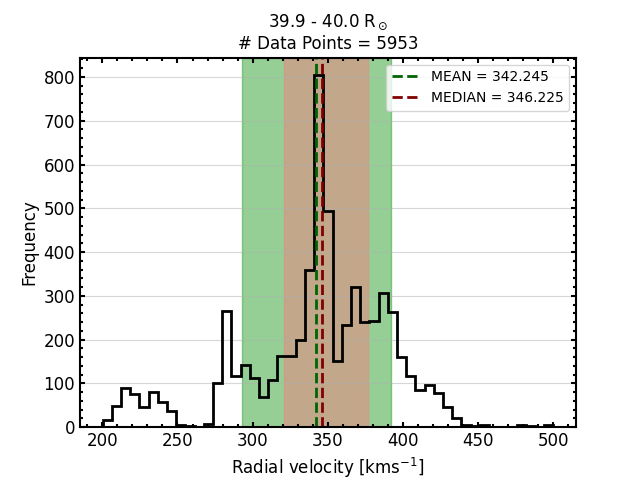 39.9 - 40.0 R⊙
# Data Points = 5953
MEAN = 342.245
MEDIAN = 346.225
Frequency
800
700
600
500
400
300
200
100
0
200 250 300 350 400 450 500
Radial velocity [kms⁻¹]